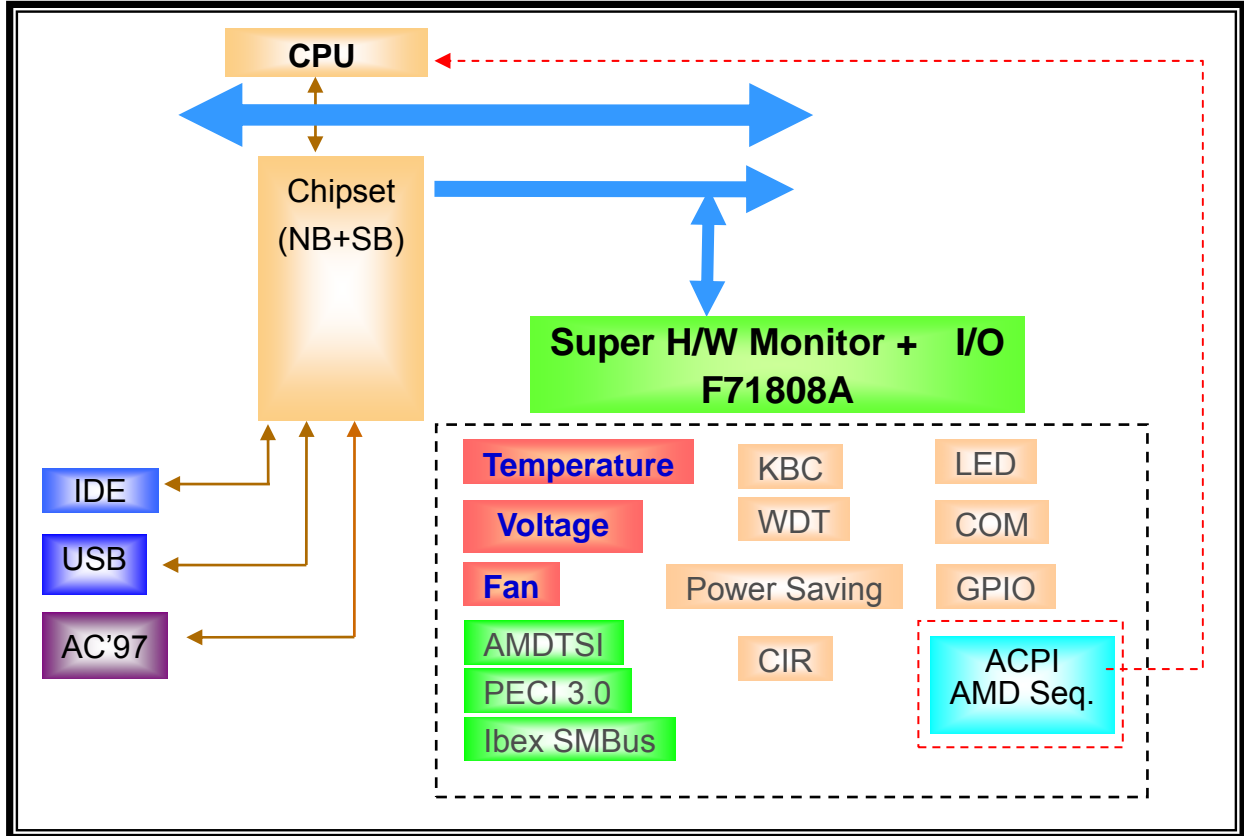 CPU
Chipset
(NB+SB)
Super H/W Monitor + I/O
F71808A
IDE
USB
AC’97
Temperature
Voltage
Fan
AMDTSI
PECI 3.0
Ibex SMBus
KBC
WDT
Power Saving
CIR
LED
COM
GPIO
ACPI
AMD Seq.